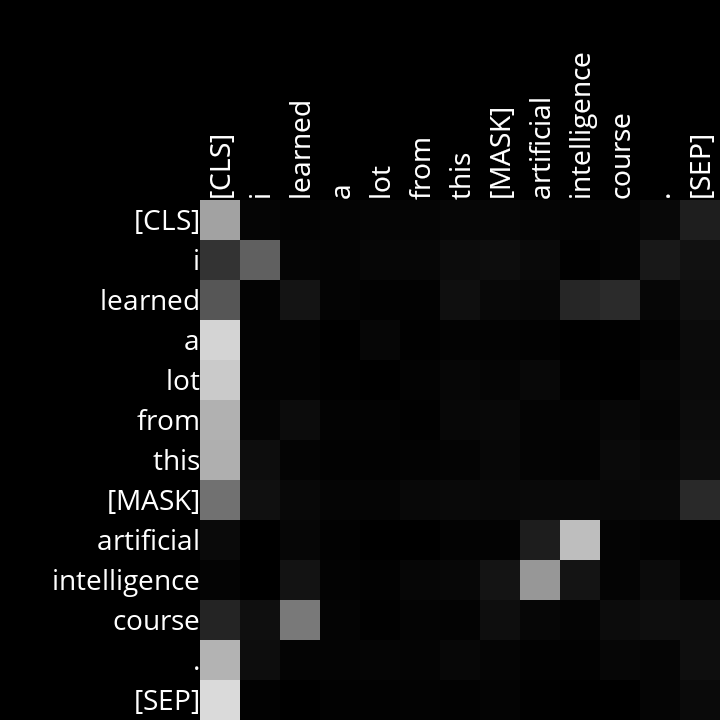 [CLS] i learned a lot from this [MASK] artificial intelligence course . [SEP]
[CLS]
i
learned
a
lot
from
this
[MASK]
artificial
intelligence
course
.
[SEP]